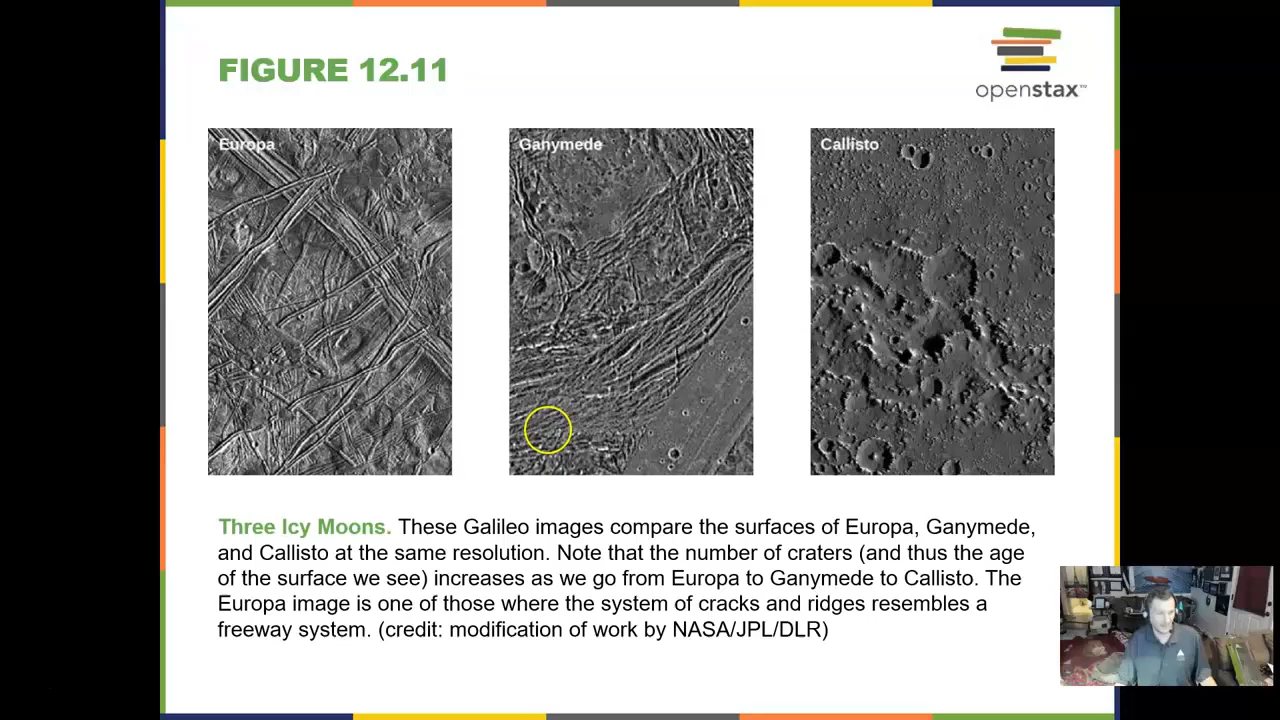 FIGURE 12.11
openstax™
Europa
Ganymede
Callisto
Three Icy Moons. These Galileo images compare the surfaces of Europa, Ganymede,
and Callisto at the same resolution. Note that the number of craters (and thus the age
of the surface we see) increases as we go from Europa to Ganymede to Callisto. The
Europa image is one of those where the system of cracks and ridges resembles a
freeway system. (credit: modification of work by NASA/JPL/DLR)